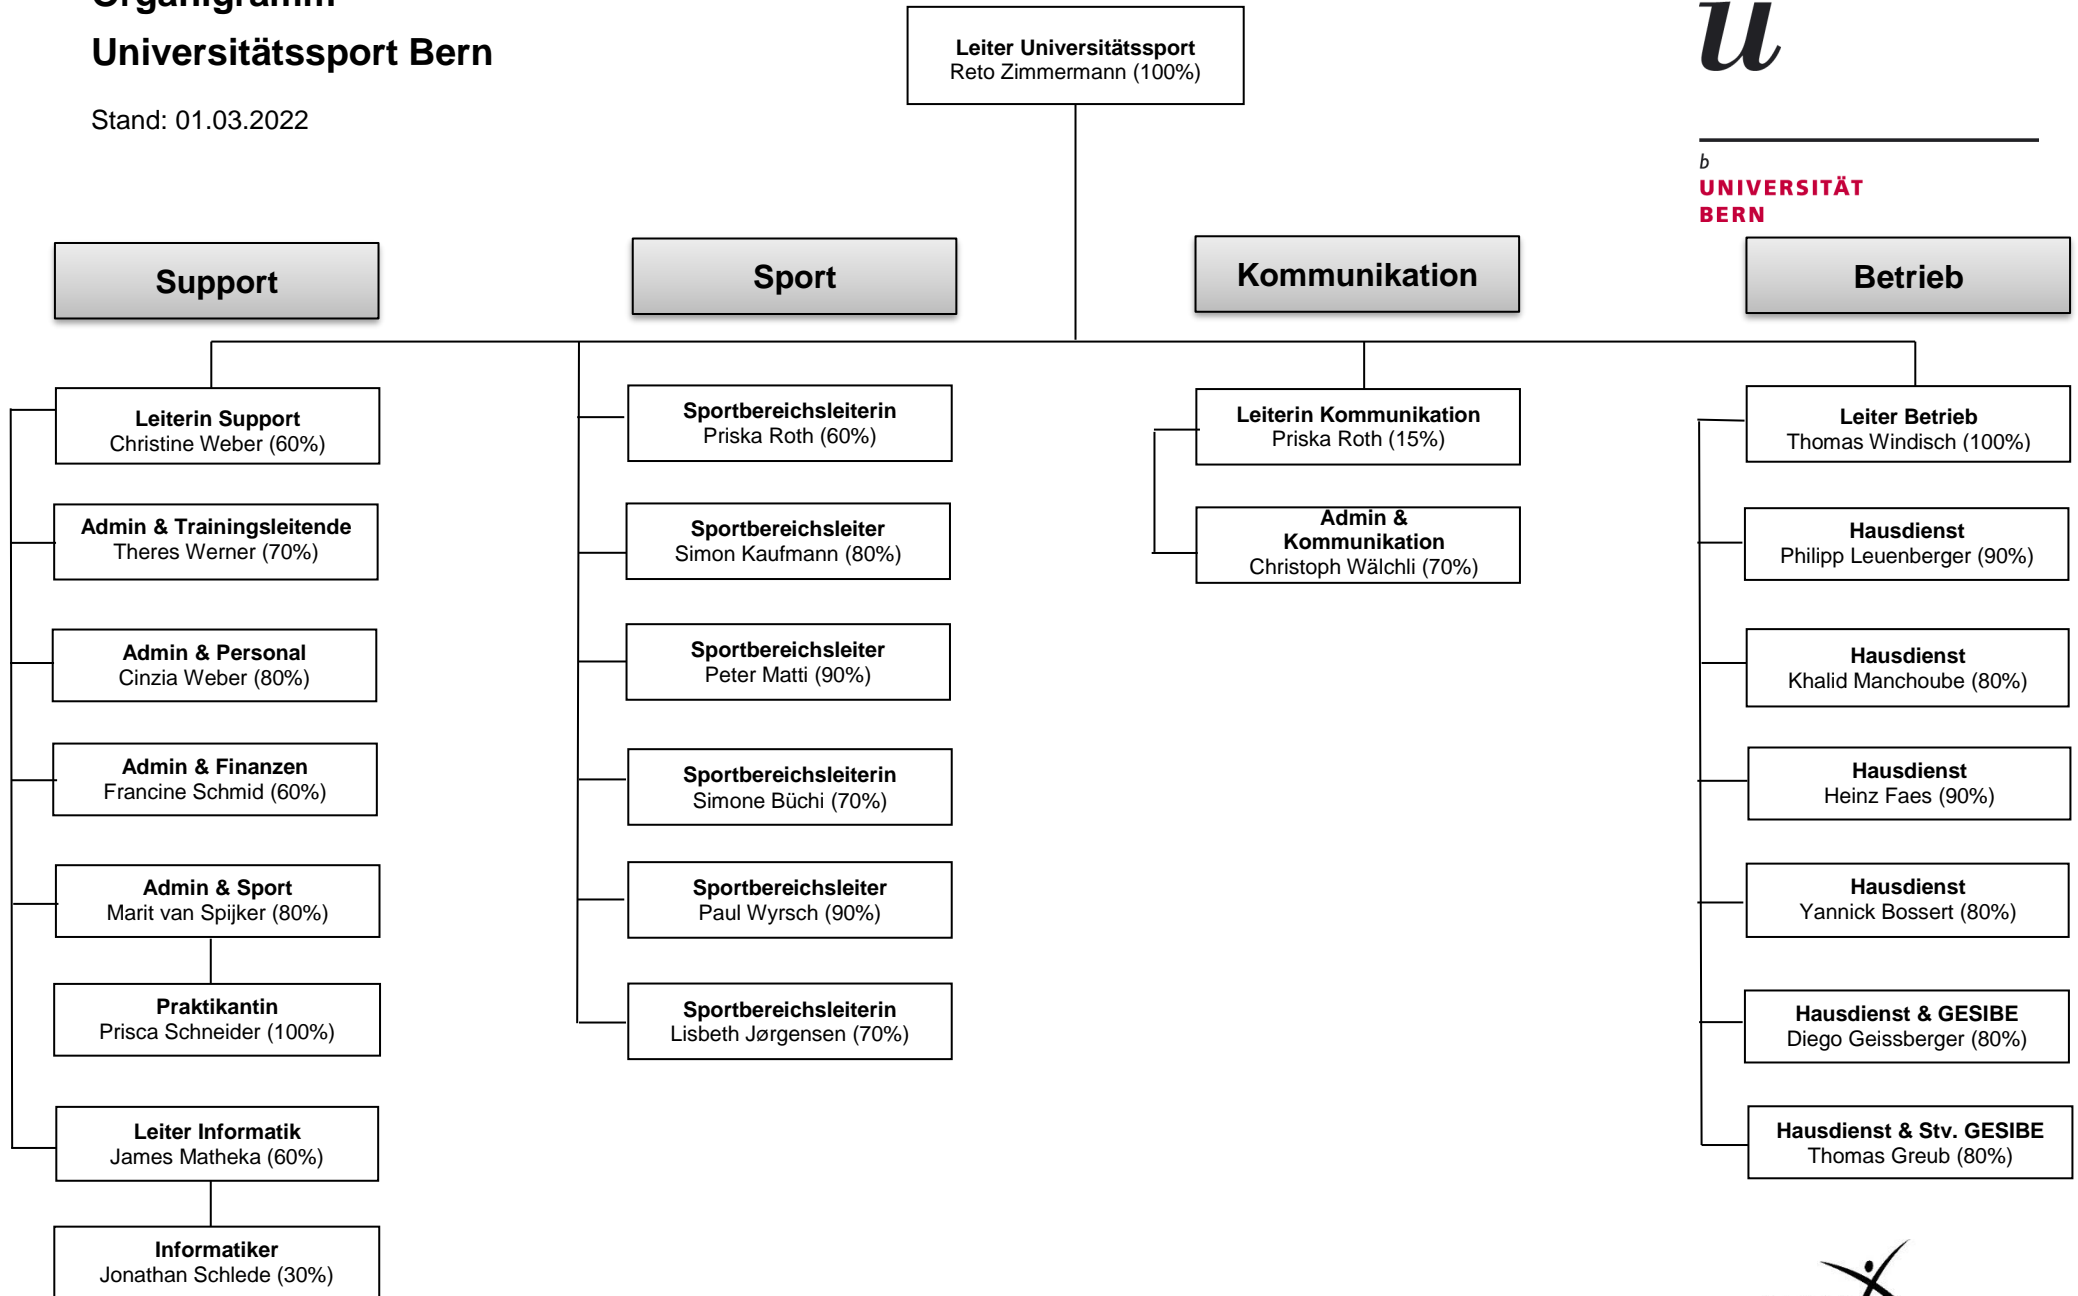 Organigramm
Universitätssport Bern
Stand: 01.03.2022
Leiter Universitätssport
Reto Zimmermann (100%)
u
b
UNIVERSITÄT
BERN
Support
Sport
Kommunikation
Betrieb
Leiterin Support
Christine Weber (60%)
Admin & Trainingsleitende
Theres Werner (70%)
Admin & Personal
Cinzia Weber (80%)
Admin & Finanzen
Francine Schmid (60%)
Admin & Sport
Marit van Spijker (80%)
Praktikantin
Prisca Schneider (100%)
Leiter Informatik
James Matheka (60%)
Informatiker
Jonathan Schlede (30%)
Sportbereichsleiterin
Priska Roth (60%)
Sportbereichsleiter
Simon Kaufmann (80%)
Sportbereichsleiter
Peter Matti (90%)
Sportbereichsleiterin
Simone Büchi (70%)
Sportbereichsleiter
Paul Wyrsch (90%)
Sportbereichsleiterin
Lisbeth Jørgensen (70%)
Leiterin Kommunikation
Priska Roth (15%)
Admin &
Kommunikation
Christoph Wälchli (70%)
Leiter Betrieb
Thomas Windisch (100%)
Hausdienst
Philipp Leuenberger (90%)
Hausdienst
Khalid Manchoube (80%)
Hausdienst
Heinz Faes (90%)
Hausdienst
Yannick Bossert (80%)
Hausdienst & GESIBE
Diego Geissberger (80%)
Hausdienst & Stv. GESIBE
Thomas Greub (80%)